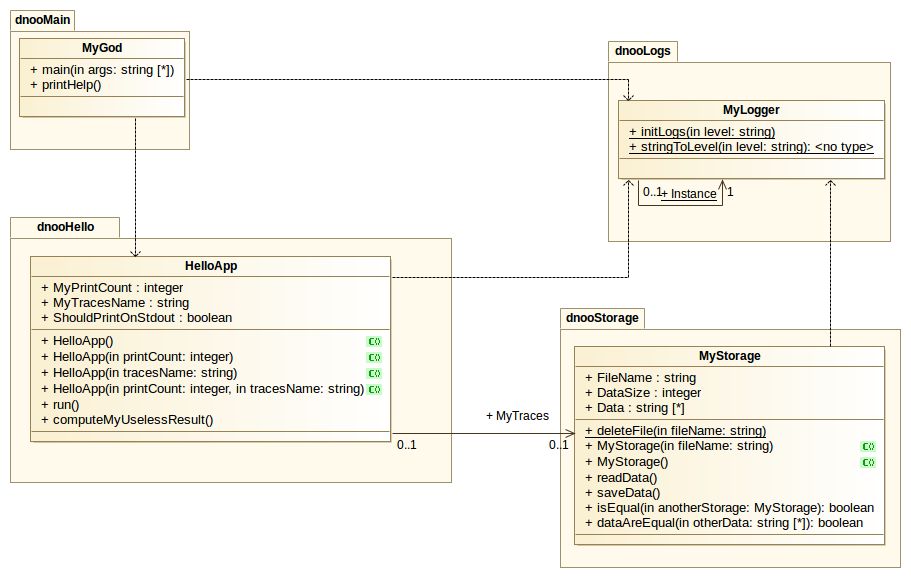 dnooMain
MyGod
+ main(in args: string [*])
+ printHelp()
dnooLogs
MyLogger
+ initLogs(in level: string)
+ stringToLevel(in level: string): <no type>
0..1
+ Instance
1
dnooHello
HelloApp
+ MyPrintCount : integer
+ MyTracesName : string
+ ShouldPrintOnStdout : boolean
+ HelloApp()
+ HelloApp(in printCount: integer)
+ HelloApp(in tracesName: string)
+ HelloApp(in printCount: integer, in tracesName: string)
+ run()
+ computeMyUselessResult()
0..1
+ MyTraces
0..1
dnooStorage
MyStorage
+ FileName : string
+ DataSize : integer
+ Data : string [*]
+ deleteFile(in fileName: string)
+ MyStorage(in fileName: string)
+ MyStorage()
+ readData()
+ saveData()
+ isEqual(in anotherStorage: MyStorage): boolean
+ dataAreEqual(in otherData: string [*]): boolean